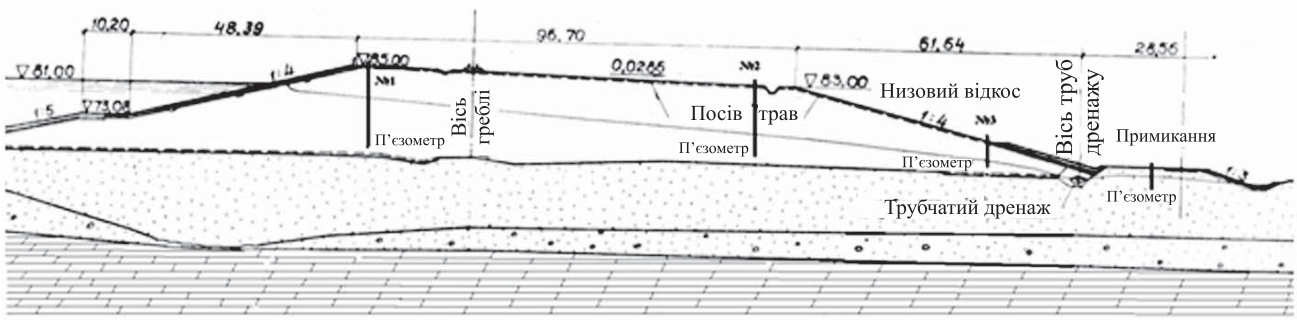 10,20
48.39
96.70
61,64
28,56
▽81,00
1:5
▽73,08
1:4
▽85,00
№1
П’єзометр
Вісь
греблі
0,0285
Посів трав
№2
П’єзометр
▽83,00
Низовий відкос
1:4
№3
П’єзометр
Вісь труб
дренажу
Примикання
П’єзометр
Трубчатий дренаж